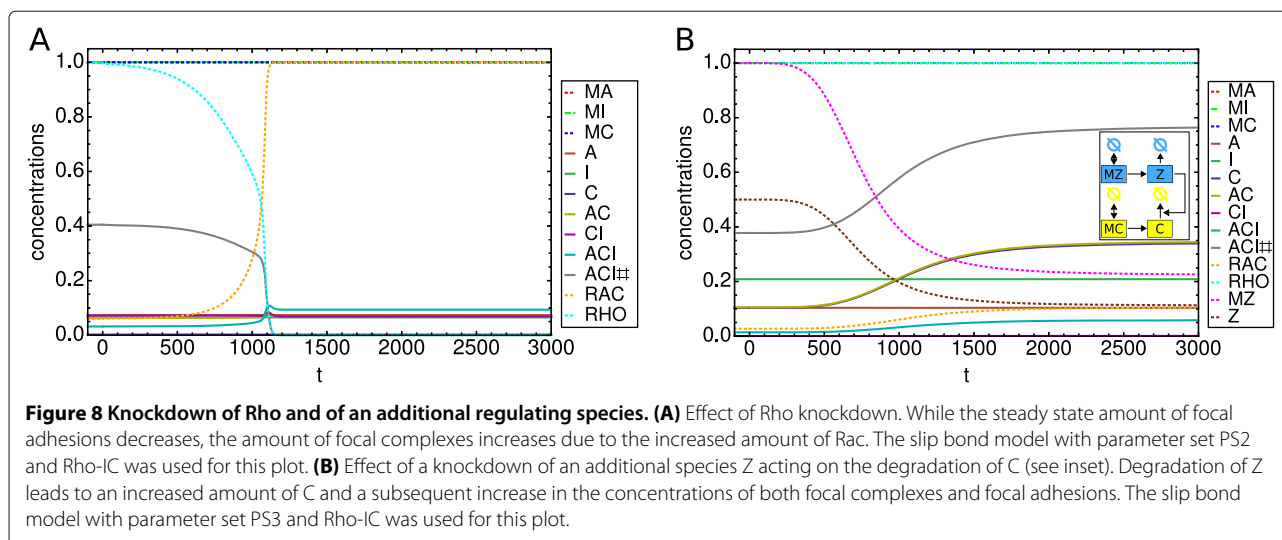 A
concentrations
1.0
0.8
0.6
0.4
0.2
0.0
0 500 1000 1500 2000 2500 3000
t
MA
MI
MC
A
I
C
AC
CI
ACI
ACI#
RAC
RHO
B
concentrations
1.0
0.8
0.6
0.4
0.2
0.0
0 500 1000 1500 2000 2500 3000
t
∅ ∅
MZ Z
∅ ∅
MC C
MA
MI
MC
A
I
C
AC
CI
ACI
ACI#
RAC
RHO
MZ
Z
Figure 8 Knockdown of Rho and of an additional regulating species. (A) Effect of Rho knockdown. While the steady state amount of focal
adhesions decreases, the amount of focal complexes increases due to the increased amount of Rac. The slip bond model with parameter set PS2
and Rho-IC was used for this plot. (B) Effect of a knockdown of an additional species Z acting on the degradation of C (see inset). Degradation of Z
leads to an increased amount of C and a subsequent increase in the concentrations of both focal complexes and focal adhesions. The slip bond
model with parameter set PS3 and Rho-IC was used for this plot.